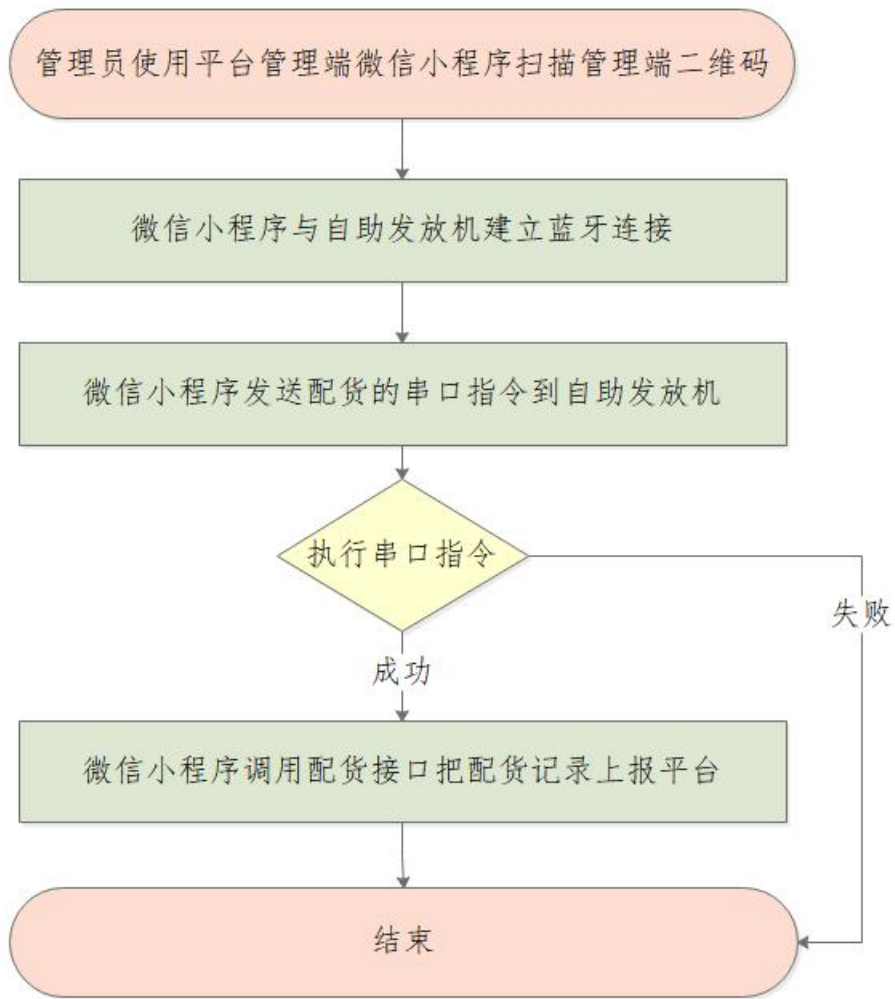 管理员使用平台管理端微信小程序扫描管理端二维码
微信小程序与自助发放机建立蓝牙连接
微信小程序发送配货的串口指令到自助发放机
执行串口指令
失败
成功
微信小程序调用配货接口把配货记录上报平台
结束